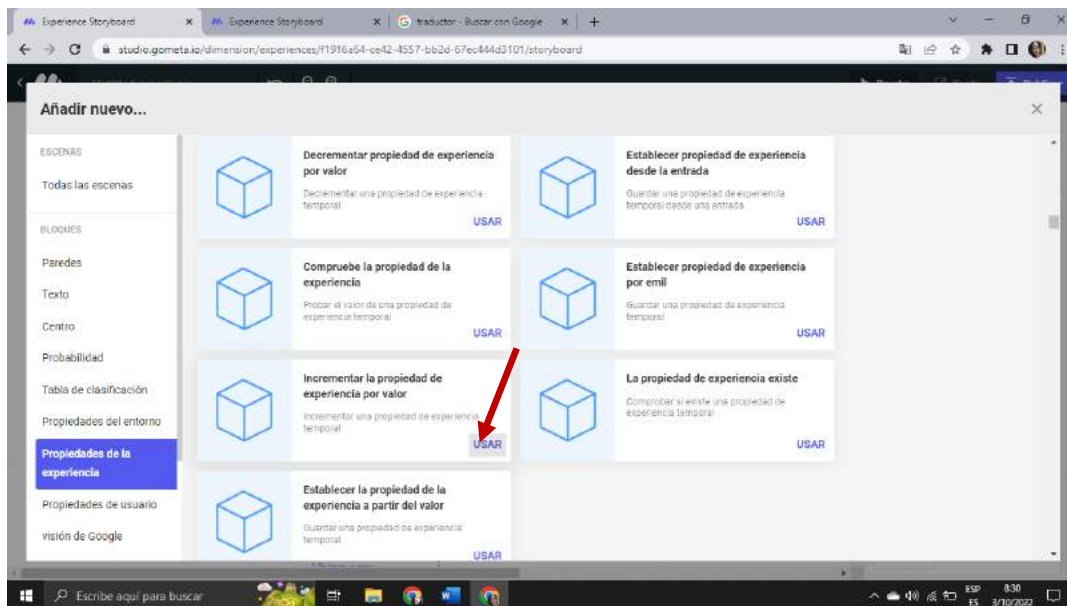 Experience Storyboard
Experience Storyboard
traductor - Buscar con Google
studio.gometa.io/dimension/experiences/f1916a64-ce42-4557-bb2d-67ec444d3101/storyboard
Añadir nuevo...
ESCENAS
Todas las escenas
BLOQUES
Paredes
Texto
Centro
Probabilidad
Tabla de clasificación
Propiedades del entorno
Propiedades de la
experiencia
Propiedades de usuario
visión de Google
Decrementar propiedad de experiencia
por valor
Decrementar una propiedad de experiencia
temporal
USAR
Establecer propiedad de experiencia
desde la entrada
Guardar una propiedad de experiencia
temporal desde una entrada
USAR
Compruebe la propiedad de la
experiencia
Probar el valor de una propiedad de
experiencia temporal
USAR
Establecer propiedad de experiencia
por emil
Guardar una propiedad de experiencia
temporal
USAR
Incrementar la propiedad de
experiencia por valor
Incrementar una propiedad de experiencia
temporal
USAR
La propiedad de experiencia existe
Comprobar si existe una propiedad de
experiencia temporal
USAR
Establecer la propiedad de la
experiencia a partir del valor
Guardar una propiedad de experiencia
temporal
USAR
Escribe aquí para buscar
ESP
ES
8:30
3/10/2022